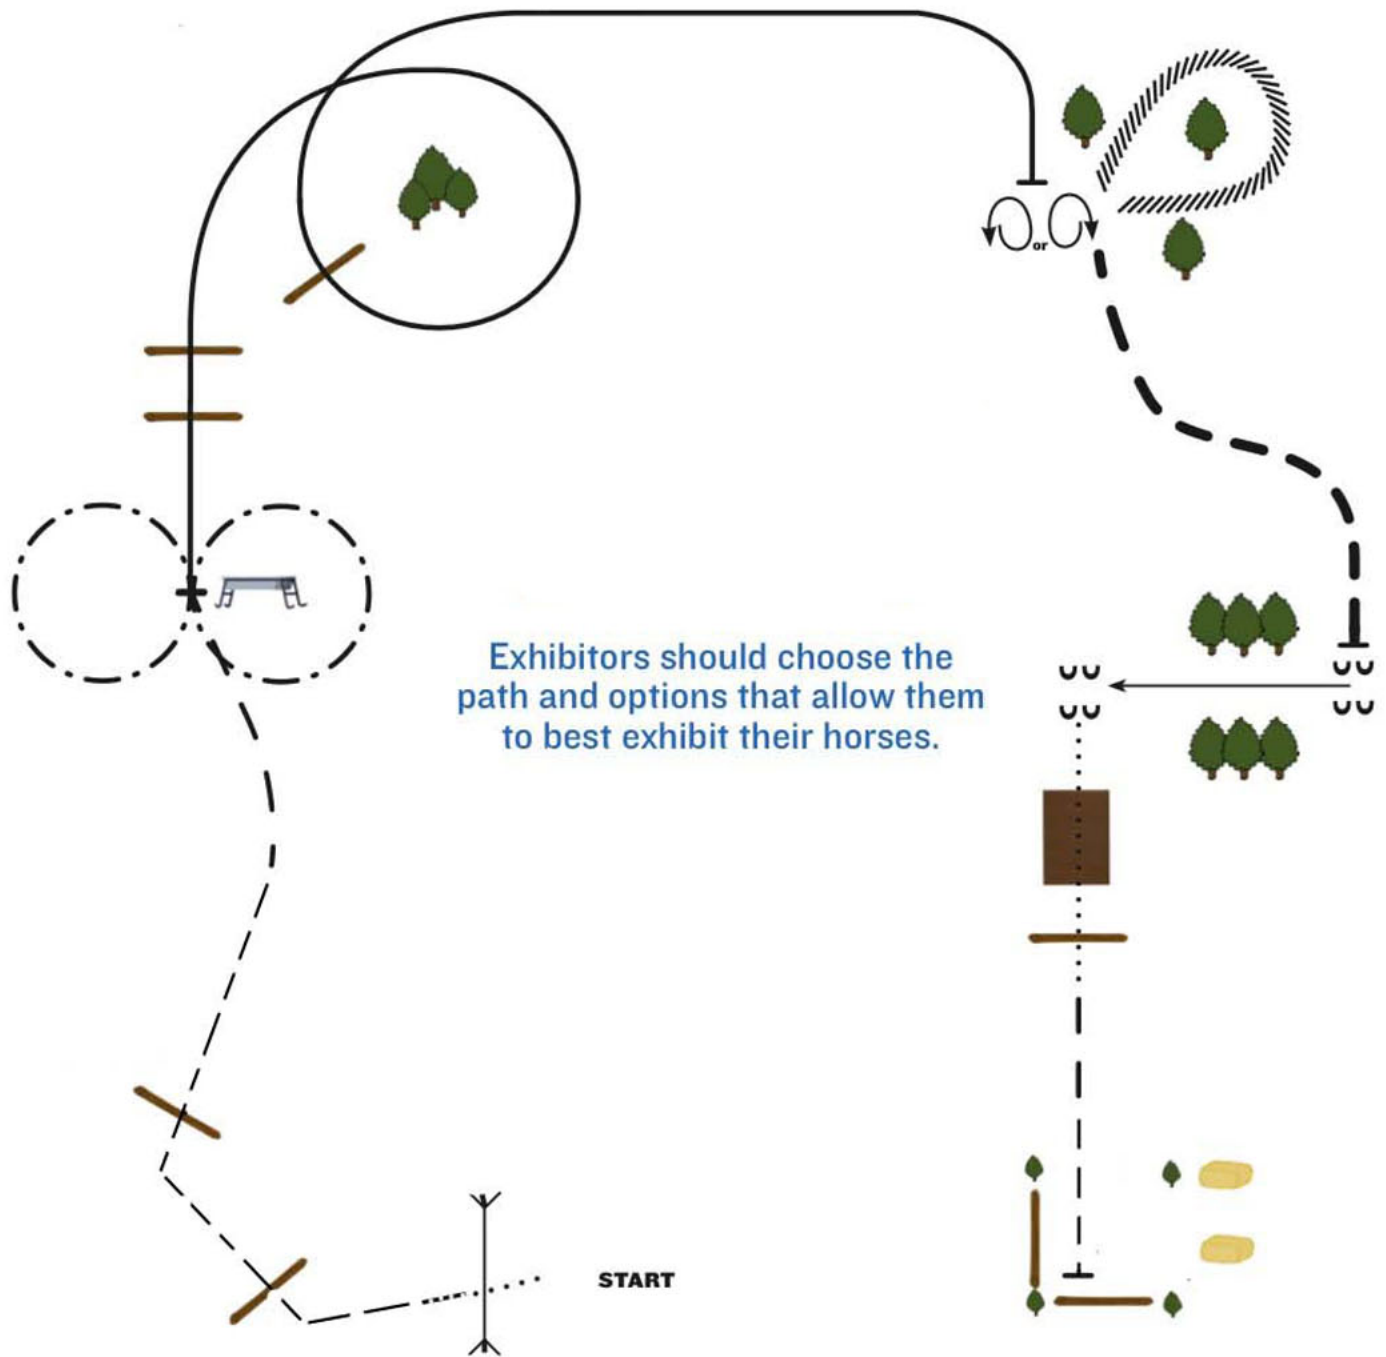 or
Exhibitors should choose the
path and options that allow them
to best exhibit their horses.
START